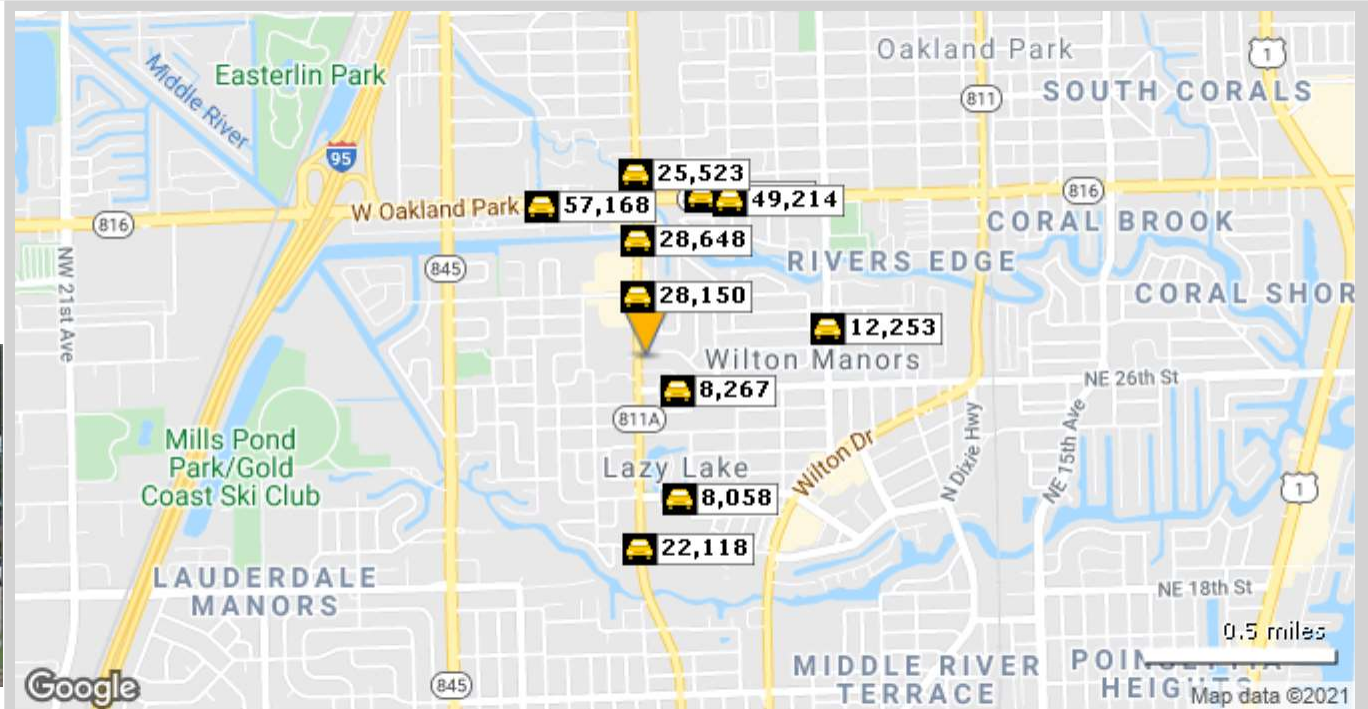 Oakland Park
1
Easterlin Park
SOUTH CORALS
811
Middle River
95
25,523
816
49,214
W Oakland Park
57,168
816
CORAL BROOK
28,648
RIVERS EDGE
845
NW 21st Ave
28,150
CORAL SHOR
12,253
Wilton Manors
NE 26th St
8,267
811A
Mills Pond
Park/Gold
Coast Ski Club
Lazy Lake
Wilton Dr
N Dixie Hwy
NE 15th Ave
8,058
1
22,118
LAUDERDALE
MANORS
NE 18th St
0.5 miles
MIDDLE RIVER
TERRACE
845
Google
Map data ©2021